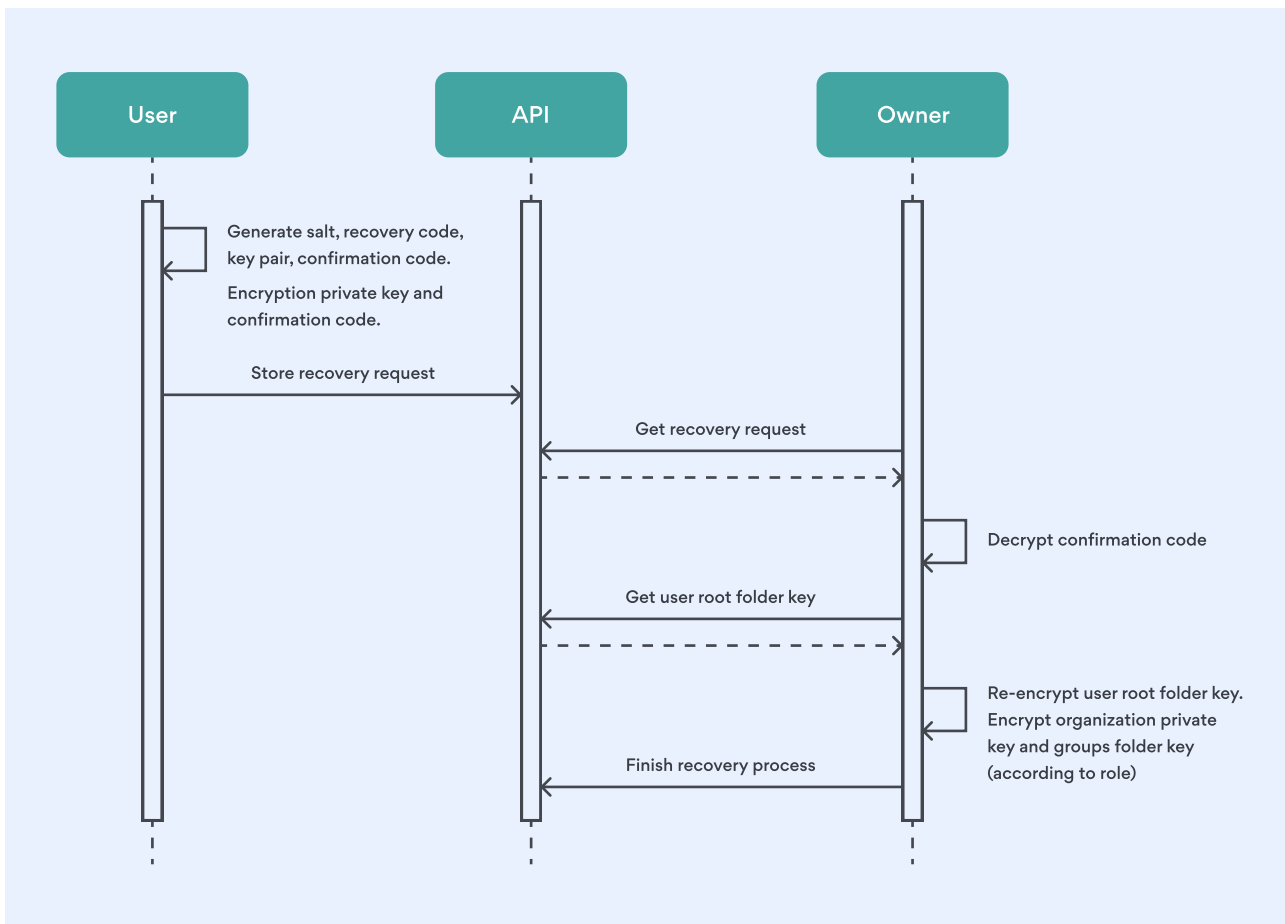 User
API
Owner
Generate salt, recovery code,
key pair, confirmation code.
Encryption private key and
confirmation code.
Store recovery request
Get recovery request
Decrypt confirmation code
Get user root folder key
Re-encrypt user root folder key.
Encrypt organization private
key and groups folder key
(according to role)
Finish recovery process